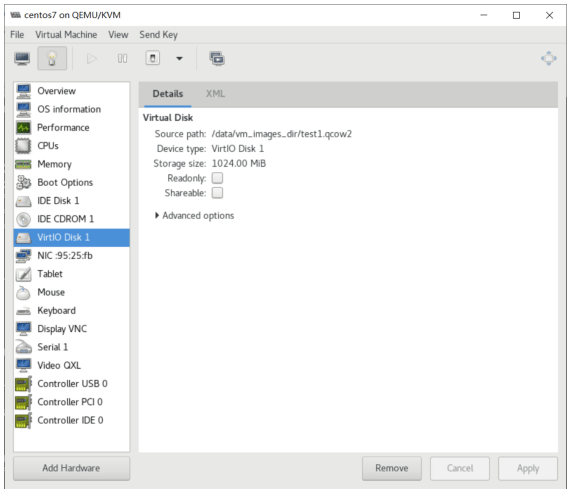 centos7 on QEMU/KVM
File Virtual Machine View Send Key
Overview
OS information
Performance
CPUs
Memory
Boot Options
IDE Disk 1
IDE CDROM 1
VirtIO Disk 1
NIC :95:25:fb
Tablet
Mouse
Keyboard
Display VNC
Serial 1
Video QXL
Controller USB 0
Controller PCI 0
Controller IDE 0
Add Hardware
Details XML
Virtual Disk
Source path: /data/vm_images_dir/test1.qcow2
Device type: VirtIO Disk 1
Storage size: 1024.00 MiB
Readonly:
Shareable:
Advanced options
Remove Cancel Apply